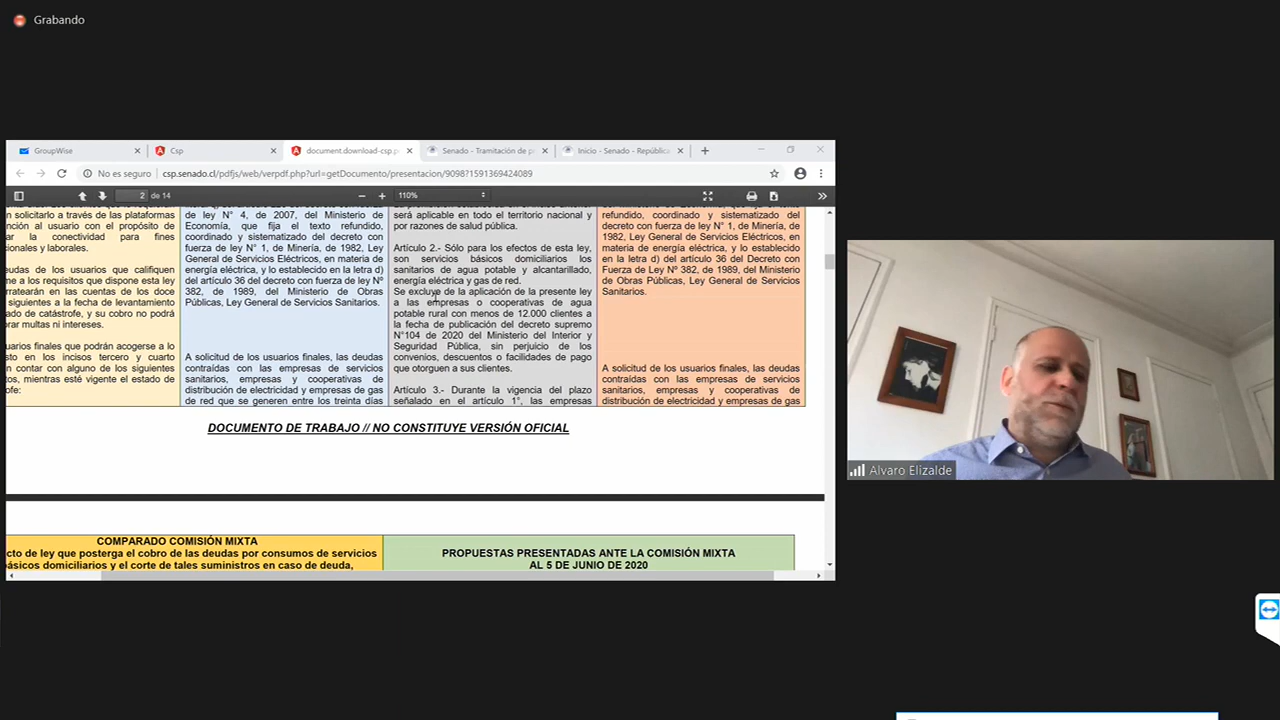 Grabando
GroupWise
Csp
document.download-csp.p
Senado - Tramitación de p
Inicio - Senado - República
No es seguro
csp.senado.cl/pdfjs/web/verpdf.php?url=getDocumento/presentacion/9098?1591369424089
2 de 14
110%
n solicitarlo a través de las plataformas
nción al usuario con el propósito de
ar la conectividad para fines
cionales y laborales.
eudas de los usuarios que califiquen
me a los requisitos que dispone esta ley
rratearán en las cuentas de los doce
siguientes a la fecha de levantamiento
ado de catástrofe, y su cobro no podrá
orar multas ni intereses.
uarios finales que podrán acogerse a lo
sto en los incisos tercero y cuarto
n contar con alguno de los siguientes
tos, mientras esté vigente el estado de
ofe:
de ley N° 4, de 2007, del Ministerio de
Economía, que fija el texto refundido,
coordinado y sistematizado del decreto con
fuerza de ley N° 1, de Minería, de 1982, Ley
General de Servicios Eléctricos, en materia de
energía eléctrica, y lo establecido en la letra d)
del artículo 36 del decreto con fuerza de ley Nº
382, de 1989, del Ministerio de Obras
Públicas, Ley General de Servicios Sanitarios.
A solicitud de los usuarios finales, las deudas
contraídas con las empresas de servicios
sanitarios, empresas y cooperativas de
distribución de electricidad y empresas de gas
de red que se generen entre los treinta días
será aplicable en todo el territorio nacional y
por razones de salud pública.
Artículo 2.- Sólo para los efectos de esta ley,
son servicios básicos domiciliarios los
sanitarios de agua potable y alcantarillado,
energía eléctrica y gas de red.
Se excluye de la aplicación de la presente ley
a las empresas o cooperativas de agua
potable rural con menos de 12.000 clientes a
la fecha de publicación del decreto supremo
N°104 de 2020 del Ministerio del Interior y
Seguridad Pública, sin perjuicio de los
convenios, descuentos o facilidades de pago
que otorguen a sus clientes.
Artículo 3.- Durante la vigencia del plazo
señalado en el artículo 1°, las empresas
refundido, coordinado y sistematizado del
decreto con fuerza de ley N° 1, de Minería, de
1982, Ley General de Servicios Eléctricos, en
materia de energía eléctrica, y lo establecido
en la letra d) del artículo 36 del Decreto con
Fuerza de Ley Nº 382, de 1989, del Ministerio
de Obras Públicas, Ley General de Servicios
Sanitarios.
A solicitud de los usuarios finales, las deudas
contraídas con las empresas de servicios
sanitarios, empresas y cooperativas de
distribución de electricidad y empresas de gas
DOCUMENTO DE TRABAJO // NO CONSTITUYE VERSIÓN OFICIAL
COMPARADO COMISIÓN MIXTA
cto de ley que posterga el cobro de las deudas por consumos de servicios
básicos domiciliarios y el corte de tales suministros en caso de deuda,
PROPUESTAS PRESENTADAS ANTE LA COMISIÓN MIXTA
AL 5 DE JUNIO DE 2020
Alvaro Elizalde